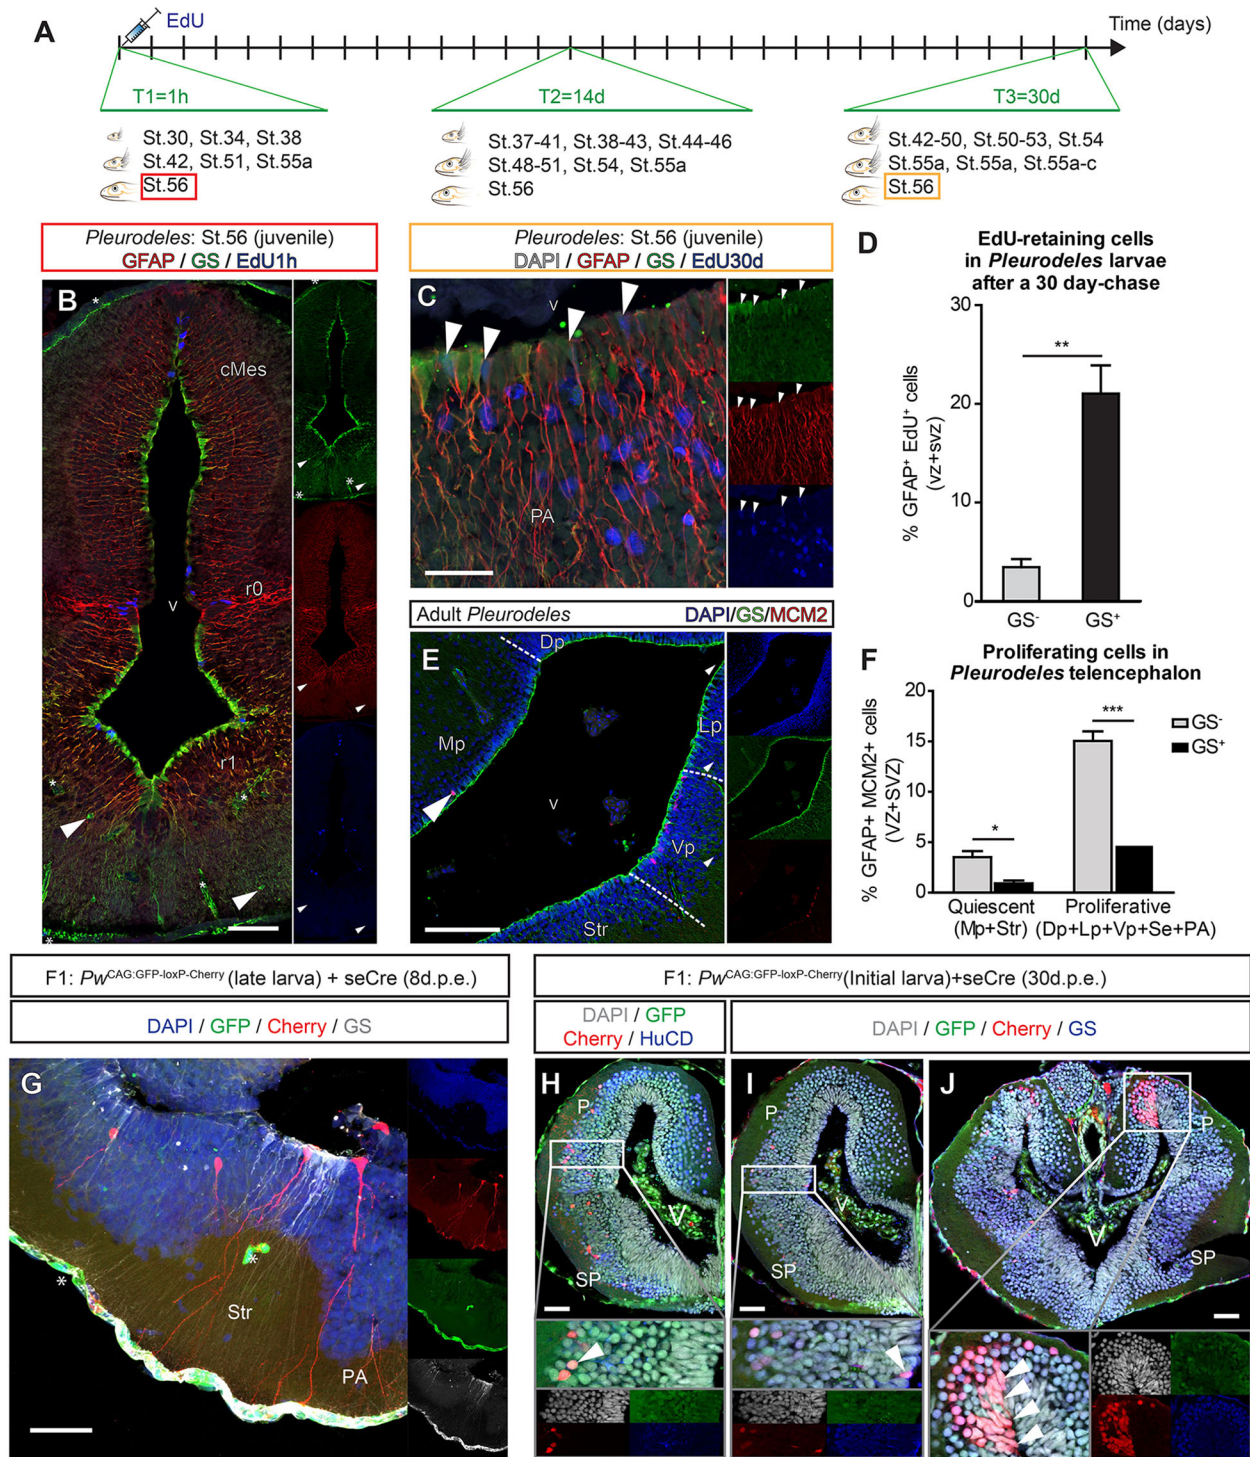 A
EdU
Time (days)
T1=1h
T2=14d
T3=30d
St.30, St.34, St.38
St.42, St.51, St.55a
St.56
St.37-41, St.38-43, St.44-46
St.48-51, St.54, St.55a
St.56
St.42-50, St.50-53, St.54
St.55a, St.55a, St.55a-c
St.56
Pleurodeles: St.56 (juvenile)
GFAP / GS / EdU1h
B
*
*
cMes
r0
v
r1
*
*
*
*
*
*
Pleurodeles: St.56 (juvenile)
DAPI / GFAP / GS / EdU30d
C
v
PA
D
EdU-retaining cells
in Pleurodeles larvae
after a 30 day-chase
% GFAP⁺ EdU⁺ cells
(vz+svz)
30
20
10
0
**
GS⁻
GS⁺
Adult Pleurodeles
DAPI/GS/MCM2
E
Dp
Lp
Mp
v
Vp
Str
F
Proliferating cells in
Pleurodeles telencephalon
% GFAP+ MCM2+ cells
(VZ+SVZ)
20
15
10
5
0
*
***
GS⁻
GS⁺
Quiescent
(Mp+Str)
Proliferative
(Dp+Lp+Vp+Se+PA)
F1: Pw^CAG:GFP-loxP-Cherry (late larva) + seCre (8d.p.e.)
DAPI / GFP / Cherry / GS
G
*
*
Str
PA
F1: Pw^CAG:GFP-loxP-Cherry(Initial larva)+seCre (30d.p.e.)
DAPI / GFP
Cherry / HuCD
DAPI / GFP / Cherry / GS
H
P
V
SP
I
P
V
SP
J
P
V
SP